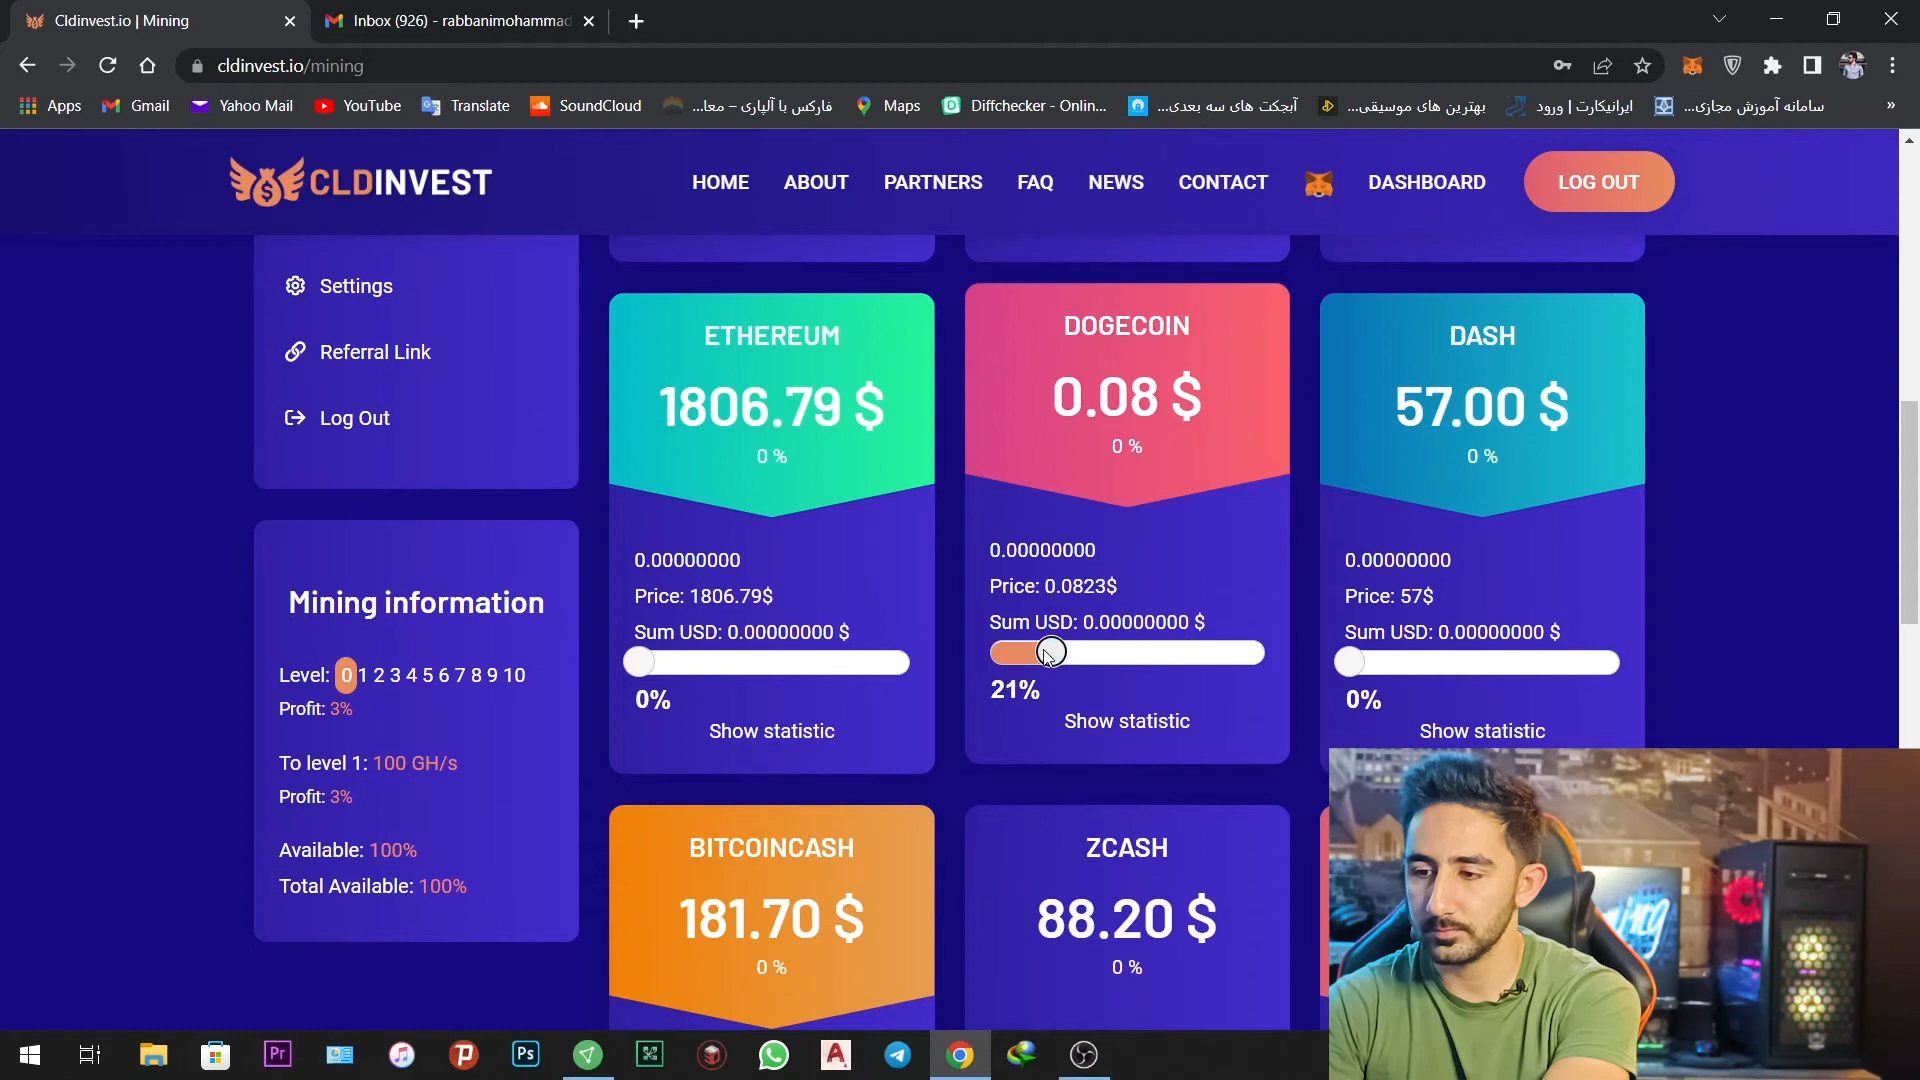 Cldinvest.io | Mining
Inbox (926) - rabbanimohammad
cldinvest.io/mining
Apps
Gmail
Yahoo Mail
YouTube
Translate
SoundCloud
فارکس با آلپاری – معا...
Maps
Diffchecker - Onlin...
آبجکت های سه بعدی...
بهترین های موسیقی...
ایرانیکارت | ورود
سامانه آموزش مجازی...
»
CLDINVEST
HOME
ABOUT
PARTNERS
FAQ
NEWS
CONTACT
DASHBOARD
LOG OUT
Settings
Referral Link
Log Out
Mining information
Level: 0 1 2 3 4 5 6 7 8 9 10
Profit: 3%
To level 1: 100 GH/s
Profit: 3%
Available: 100%
Total Available: 100%
ETHEREUM
1806.79 $
0 %
0.00000000
Price: 1806.79$
Sum USD: 0.00000000 $
0%
Show statistic
DOGECOIN
0.08 $
0 %
0.00000000
Price: 0.0823$
Sum USD: 0.00000000 $
21%
Show statistic
DASH
57.00 $
0 %
0.00000000
Price: 57$
Sum USD: 0.00000000 $
0%
Show statistic
BITCOINCASH
181.70 $
0 %
ZCASH
88.20 $
0 %
Pr
Ps